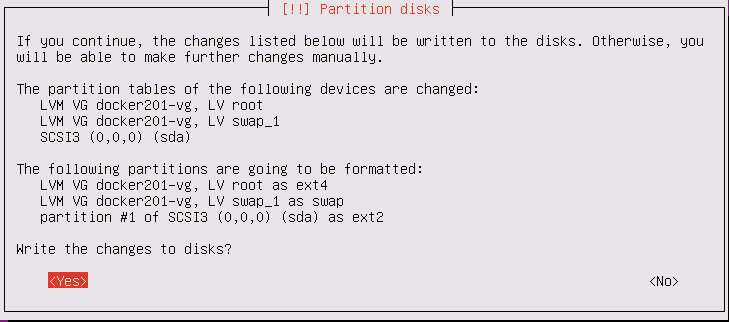 [!!] Partition disks
If you continue, the changes listed below will be written to the disks. Otherwise, you
will be able to make further changes manually.
The partition tables of the following devices are changed:
LVM VG docker201-vg, LV root
LVM VG docker201-vg, LV swap_1
SCSI3 (0,0,0) (sda)
The following partitions are going to be formatted:
LVM VG docker201-vg, LV root as ext4
LVM VG docker201-vg, LV swap_1 as swap
partition #1 of SCSI3 (0,0,0) (sda) as ext2
Write the changes to disks?
<Yes> <No>